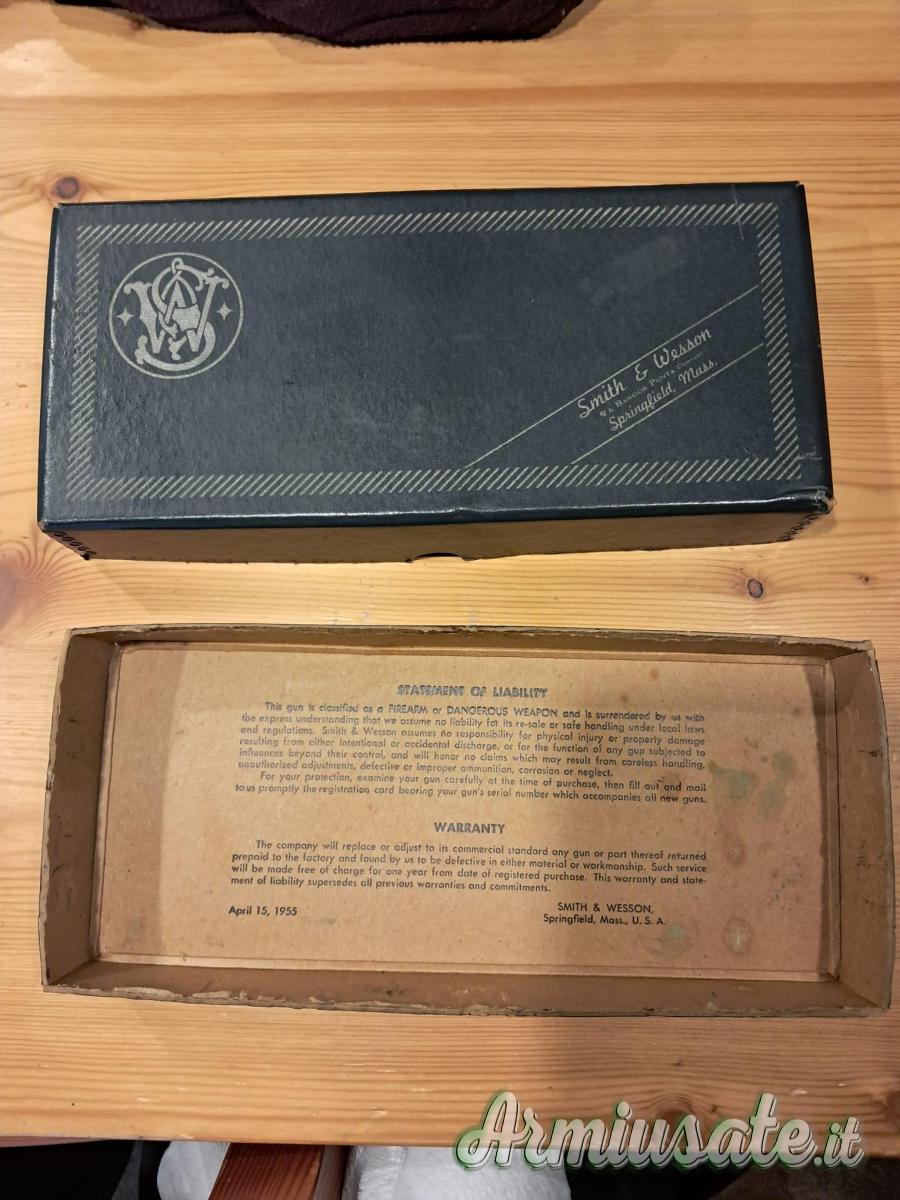 SW
Smith & Wesson
A Bangor Punta Company
Springfield, Mass.
STATEMENT OF LIABILITY
This gun is classified as a FIREARM or DANGEROUS WEAPON and is surrendered by us with
the express understanding that we assume no liability for its re-sale or safe handling under local laws
and regulations. Smith & Wesson assumes no responsibility for physical injury or property damage
resulting from either intentional or accidental discharge, or for the function of any gun subjected to
influences beyond their control, and will honor no claims which may result from careless handling,
unauthorized adjustments, defective or improper ammunition, corrosion or neglect.
For your protection, examine your gun carefully at the time of purchase, then fill out and mail
to us promptly the registration card bearing your gun's serial number which accompanies all new guns.
WARRANTY
The company will replace or adjust to its commercial standard any gun or part thereof returned
prepaid to the factory and found by us to be defective in either material or workmanship. Such service
will be made free of charge for one year from date of registered purchase. This warranty and state-
ment of liability supersedes all previous warranties and commitments.
April 15, 1955
SMITH & WESSON,
Springfield, Mass., U. S. A.
Armiusate.it